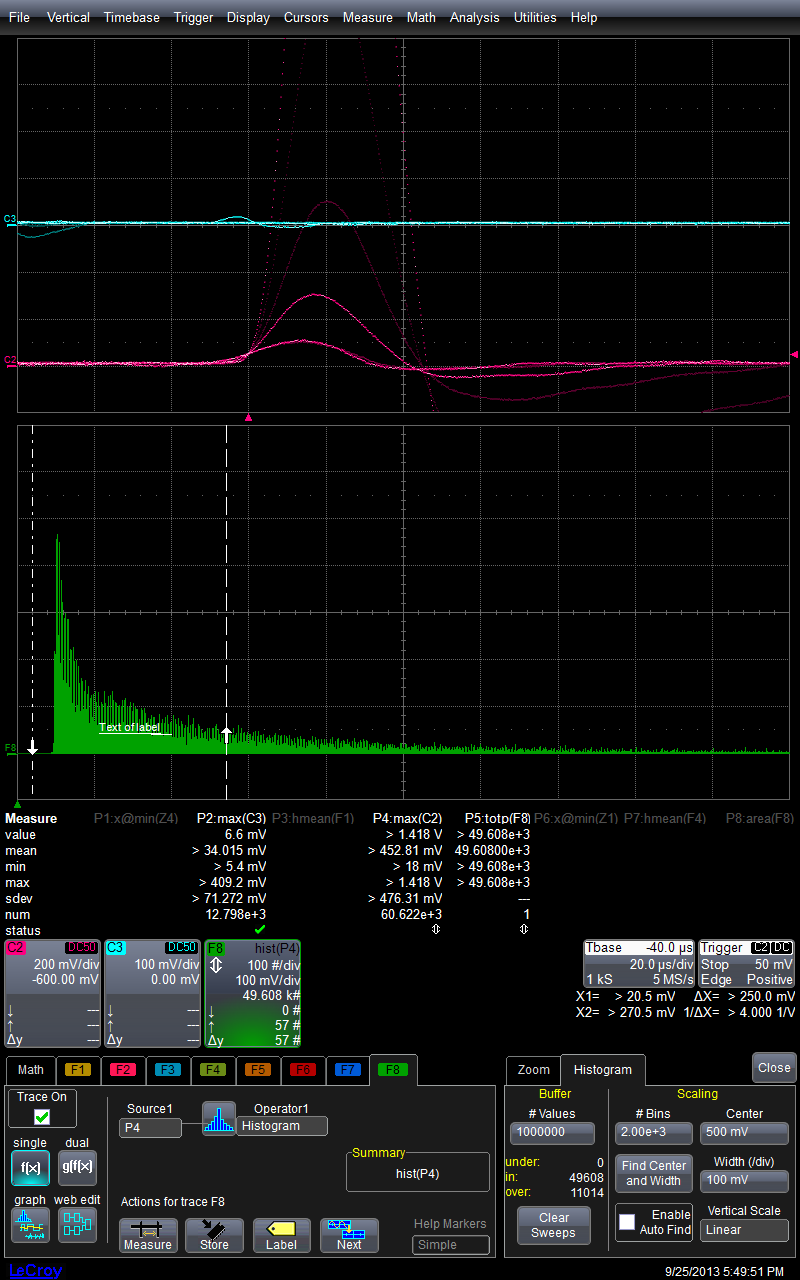 File Vertical Timebase Trigger Display Cursors Measure Math Analysis Utilities Help
C3
C2
Text of label
F8
Measure P1:x@min(Z4) P2:max(C3) P3:hmean(F1) P4:max(C2) P5:totp(F8) P6:x@min(Z1) P7:hmean(F4) P8:area(F8)
value 6.6 mV > 1.418 V > 49.608e+3
mean > 34.015 mV > 452.81 mV 49.60800e+3
min > 5.4 mV > 18 mV > 49.608e+3
max > 409.2 mV > 1.418 V > 49.608e+3
sdev > 71.272 mV > 476.31 mV ---
num 12.798e+3 60.622e+3 1
status
C2 DC50
200 mV/div
-600.00 mV
↓ ---
↑ ---
Δy ---
C3 DC50
100 mV/div
0.00 mV
↓ ---
↑ ---
Δy ---
F8 hist(P4)
100 #/div
100 mV/div
49.608 k#
↓ 0 #
↑ 57 #
Δy 57 #
Tbase -40.0 µs
20.0 µs/div
1 kS 5 MS/s
Trigger C2 DC
Stop 50 mV
Edge Positive
X1= > 20.5 mV ΔX= > 250.0 mV
X2= > 270.5 mV 1/ΔX= > 4.000 1/V
Math F1 F2 F3 F4 F5 F6 F7 F8
Trace On
single dual
f(x) g(f(x))
graph web edit
Source1
P4
Operator1
Histogram
Summary
hist(P4)
Actions for trace F8
Measure Store Label Next
Help Markers
Simple
Zoom Histogram Close
Buffer
# Values
1000000
under: 0
in: 49608
over: 11014
Clear
Sweeps
Scaling
# Bins
2.00e+3
Center
500 mV
Find Center
and Width
Width (/div)
100 mV
Enable
Auto Find
Vertical Scale
Linear
LeCroy
9/25/2013 5:49:51 PM